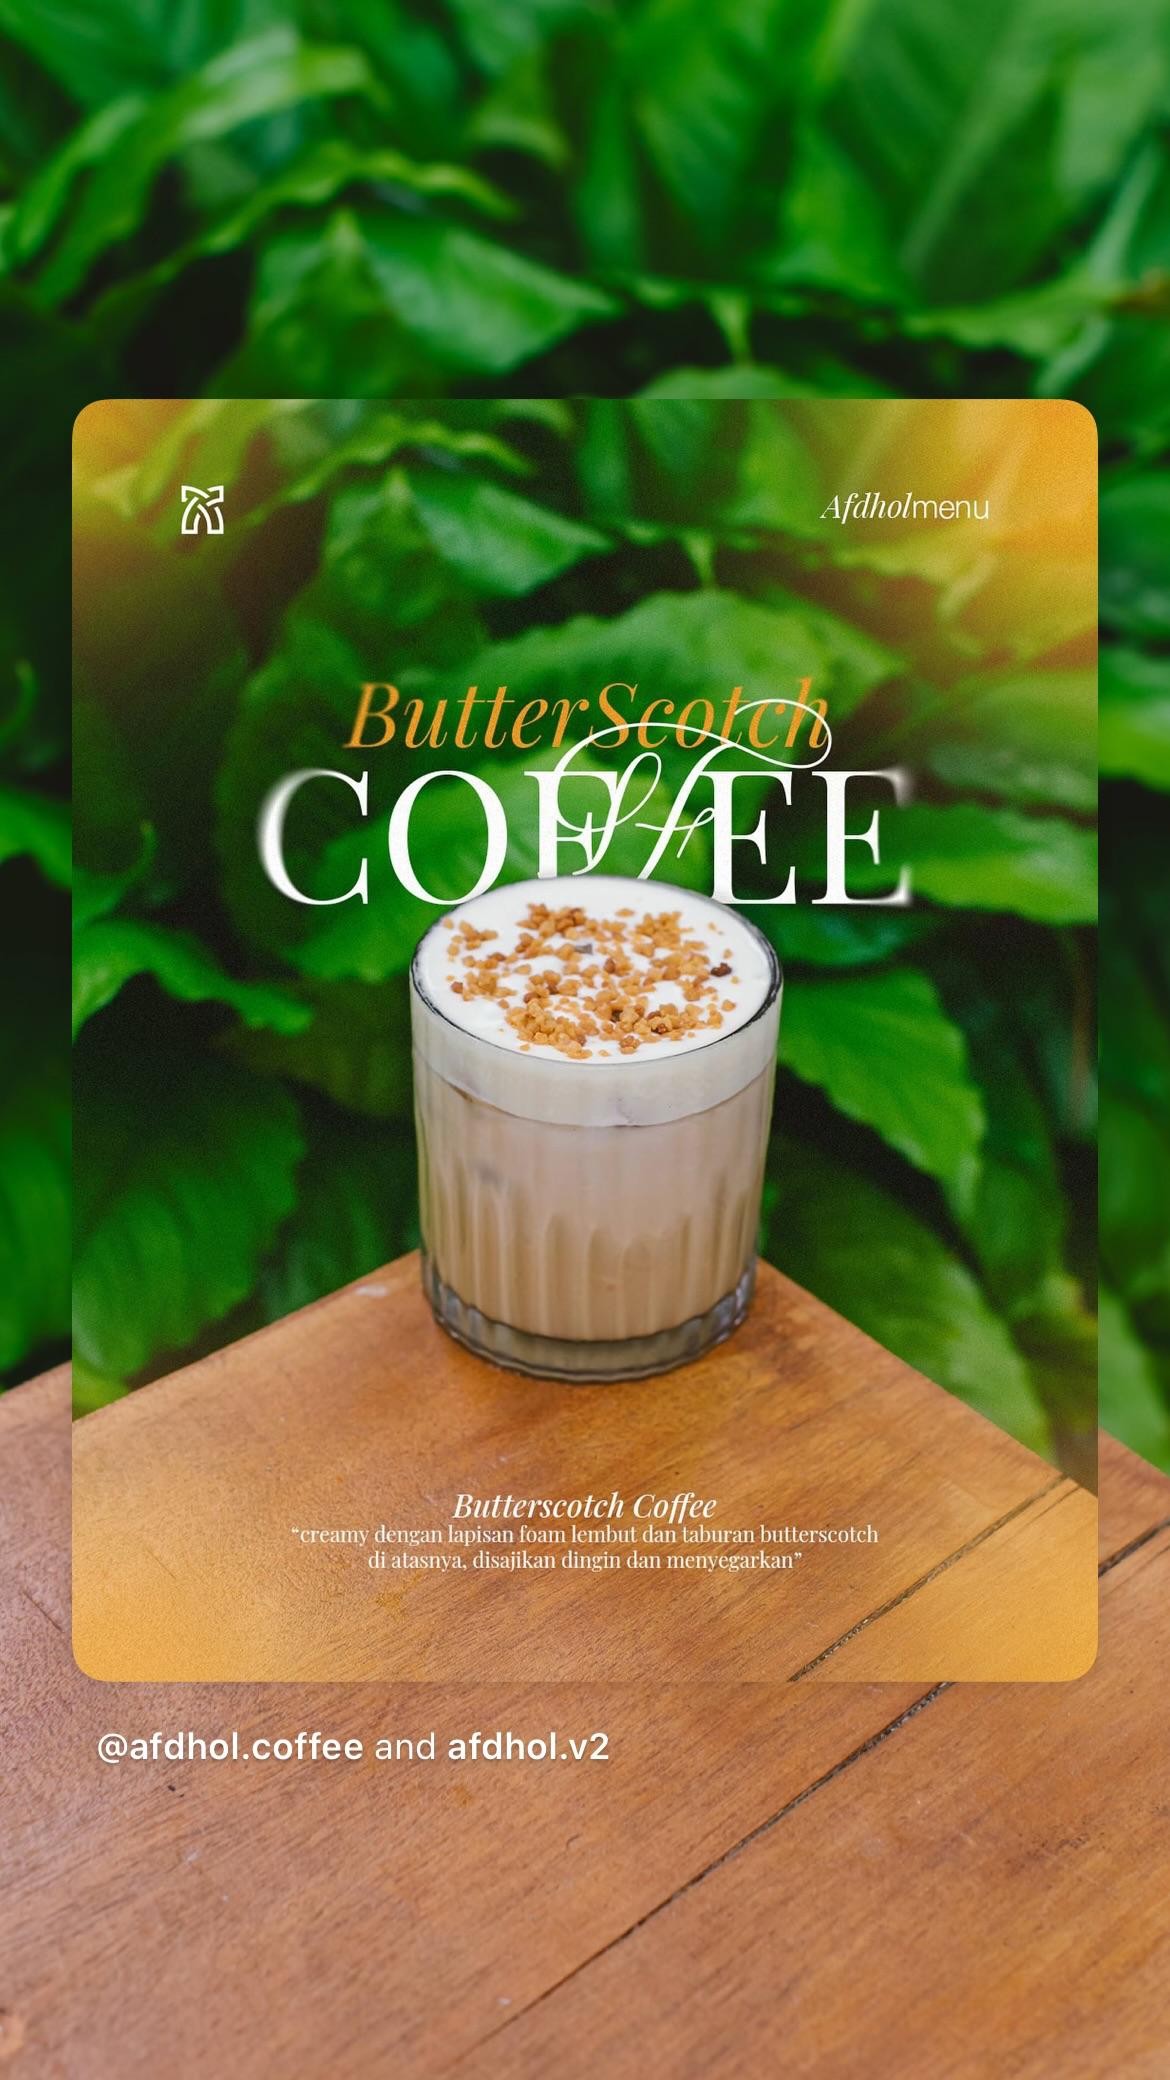 Afdholmenu
ButterScotch
COFFEE
Butterscotch Coffee
“creamy dengan lapisan foam lembut dan taburan butterscotch
di atasnya, disajikan dingin dan menyegarkan”
@afdhol.coffee and afdhol.v2